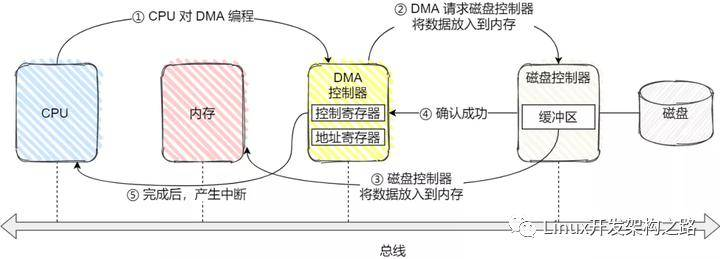 ① CPU 对 DMA 编程
② DMA 请求磁盘控制器
将数据放入到内存
CPU
内存
DMA
控制器
控制寄存器
地址寄存器
④ 确认成功
磁盘控制器
缓冲区
磁盘
③ 磁盘控制器
将数据放入到内存
⑤ 完成后，产生中断
总线
Linux开发架构之路